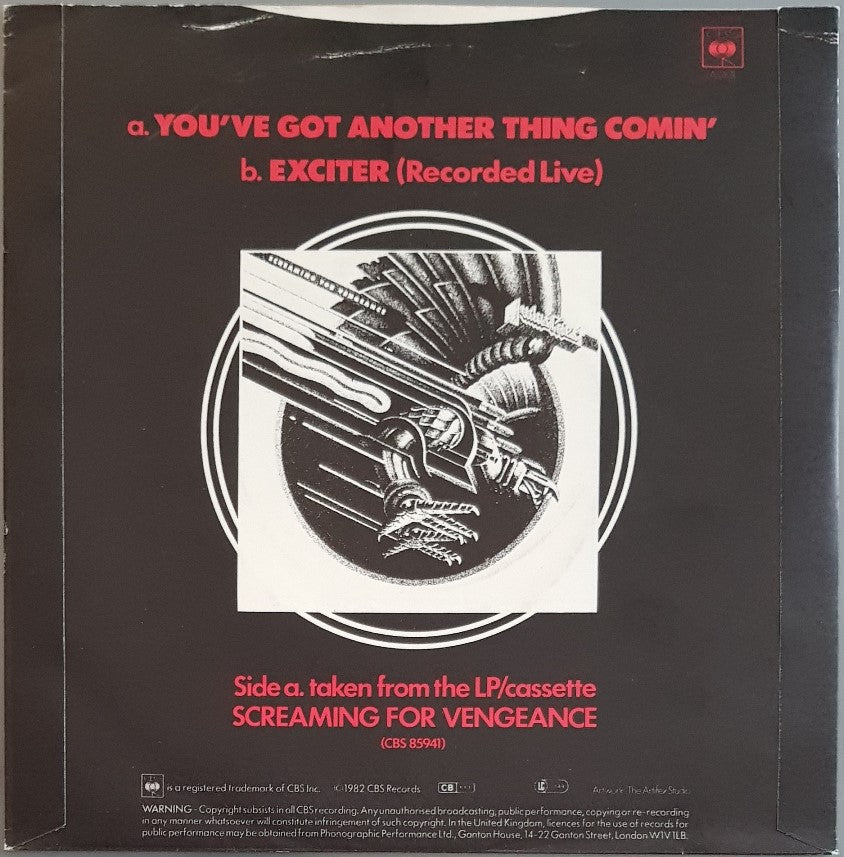 CBS
a. YOU'VE GOT ANOTHER THING COMIN'
b. EXCITER (Recorded Live)
Side a. taken from the LP/cassette
SCREAMING FOR VENGEANCE
(CBS 85941)
is a registered trademark of CBS Inc. ©1982 CBS Records CB Artwork: The Artifex Studio
WARNING - Copyright subsists in all CBS recording. Any unauthorised broadcasting, public performance, copying or re-recording
in any manner whatsoever will constitute infringement of such copyright. In the United Kingdom, licences for the use of records for
public performance may be obtained from Phonographic Performance Ltd., Ganton House, 14-22 Ganton Street, London W1V 1LB.